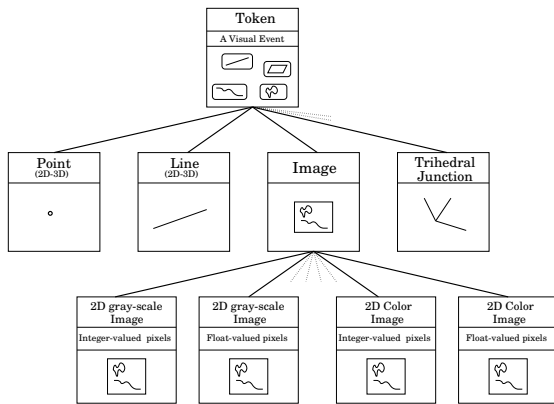 Token
A Visual Event
Point
(2D-3D)
Line
(2D-3D)
Image
Trihedral
Junction
2D gray-scale
Image
Integer-valued pixels
2D gray-scale
Image
Float-valued pixels
2D Color
Image
Integer-valued pixels
2D Color
Image
Float-valued pixels